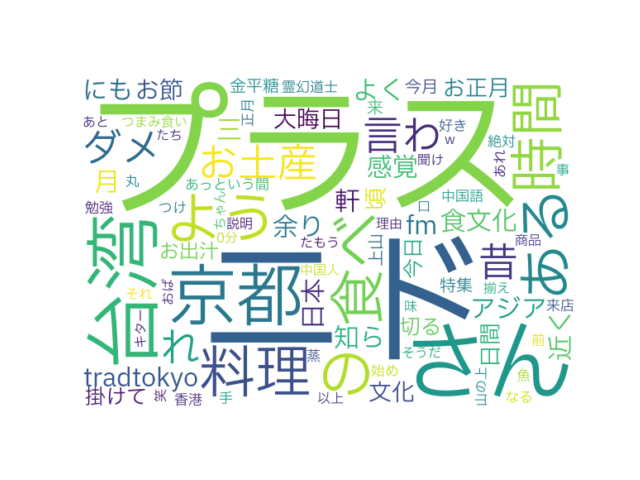 プラス
ド
京都
台湾
さん
ある
時間
料理
食べ
よう
の
れ
二
言わ
ダメ
お土産
昔
にも
お節
金平糖
霊幻道士
よく
今月
お正月
あと
つまみ食い
正月
大晦日
来
好き
たち
三
w
絶対
感覚
聞け
あれ
月
丸
あっという間
軒
頃
中国語
事
勉強
つけ
ちゃん
説明
余り
fm
理由
口
食文化
商品
お出汁
0分
たもう
上山
今日
それ
おば
中国人
日本
特集
揃え
来店
アジア
キタ
知ら
味
切る
日間
近く
蒸
そうだ
前
tradtokyo
始め
山の上
魚
掛けて
笑
香港
手
以上
文化
なる